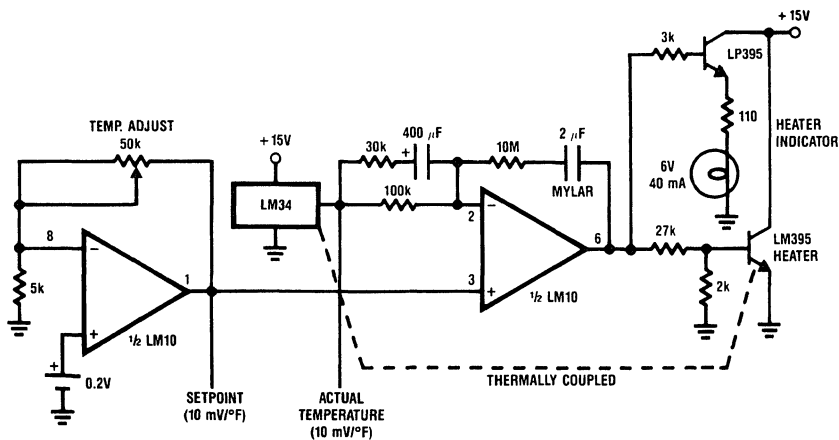 + 15V
3k
LP395
TEMP. ADJUST
50k
+ 15V
30k
400 µF
+
10M
2 µF
MYLAR
110
HEATER
INDICATOR
6V
40 mA
LM34
100k
8
−
2
−
6
27k
LM395
HEATER
5k
1
3
+
½ LM10
2k
+
½ LM10
+
0.2V
THERMALLY COUPLED
SETPOINT
(10 mV/°F)
ACTUAL
TEMPERATURE
(10 mV/°F)